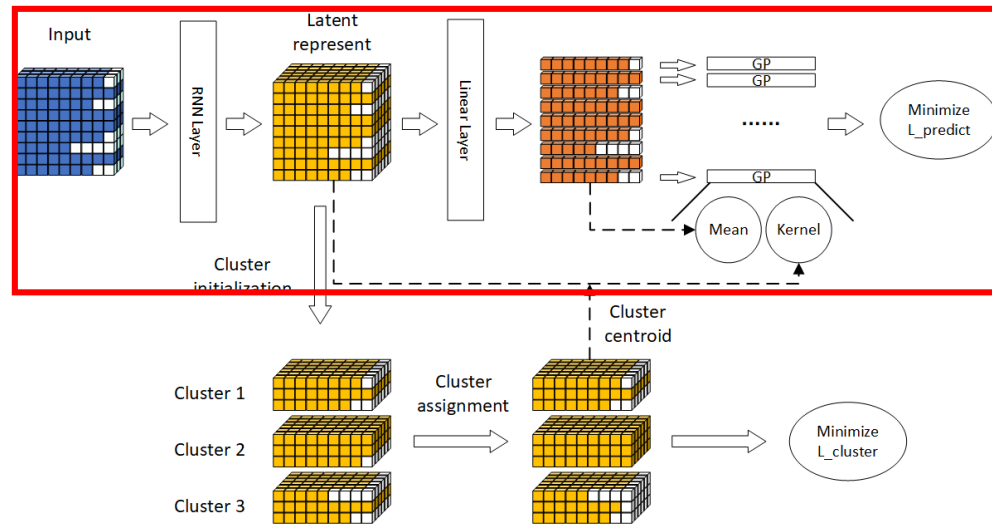 Input
RNN Layer
Latent
represent
Linear Layer
GP
GP
......
GP
Mean
Kernel
Minimize
L_predict
Cluster
initialization
Cluster
centroid
Cluster 1
Cluster 2
Cluster 3
Cluster
assignment
Minimize
L_cluster